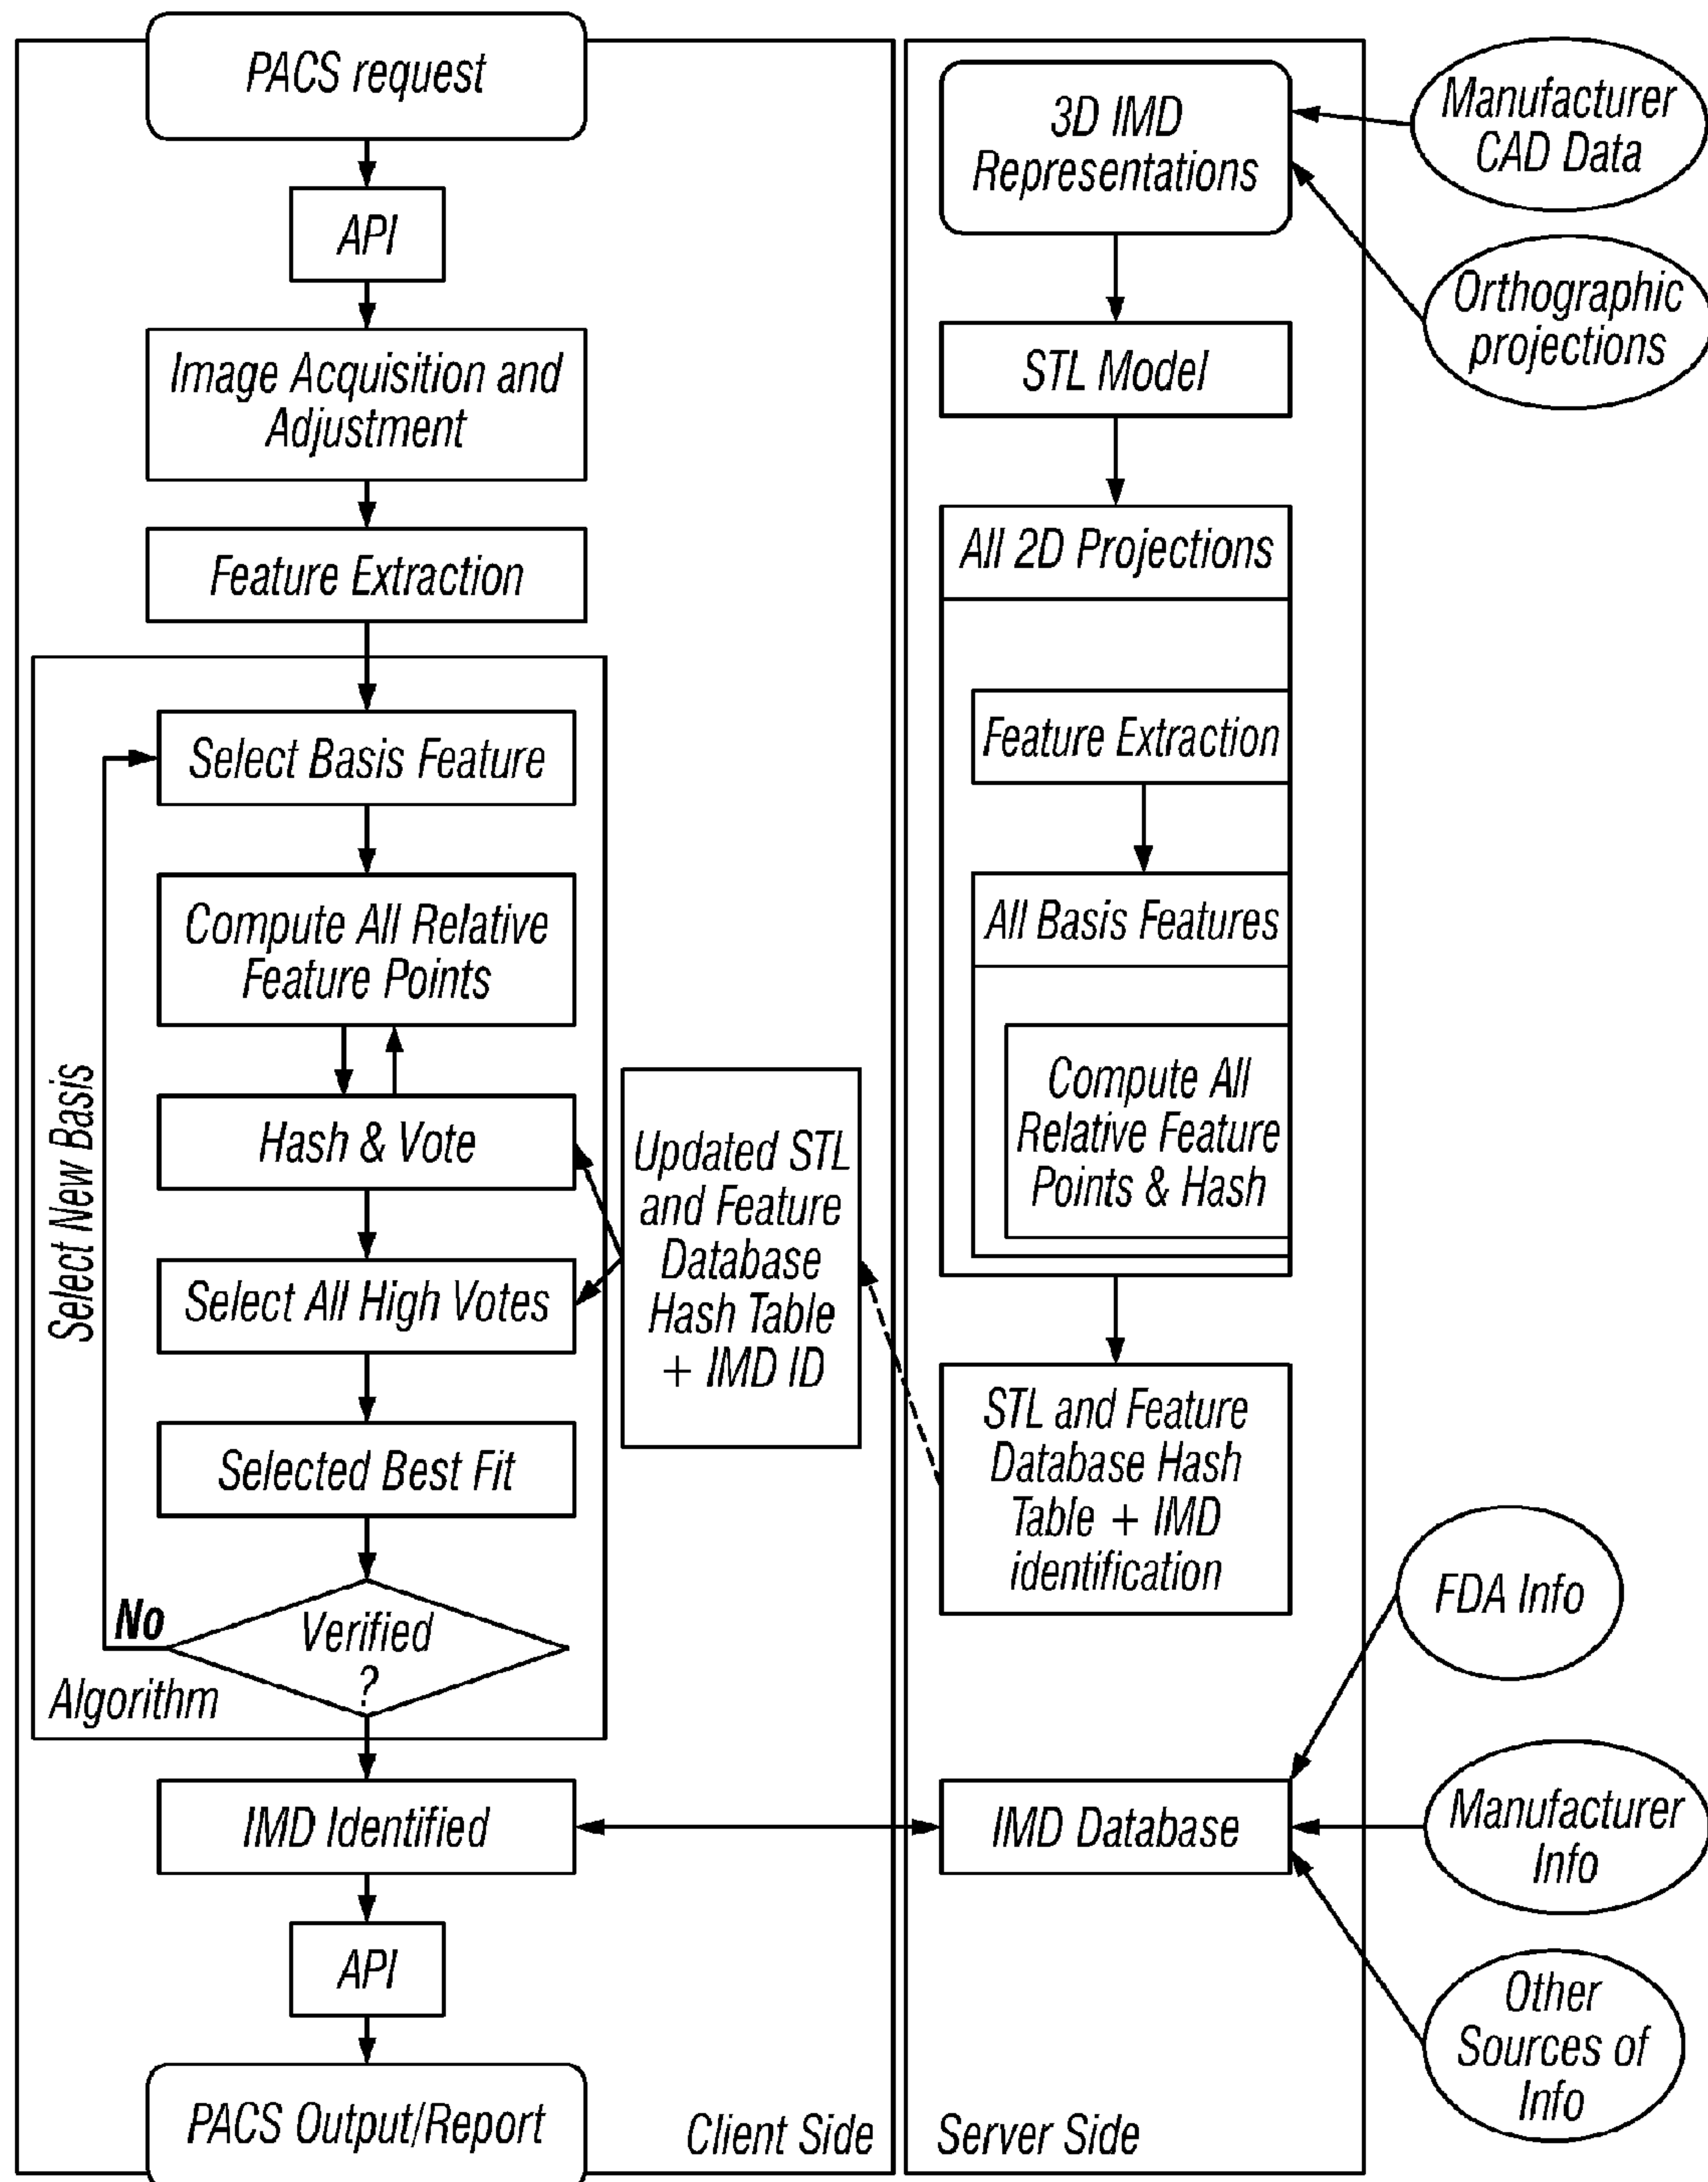 PACS request
API
Image Acquisition and
Adjustment
Feature Extraction
Select Basis Feature
Compute All Relative
Feature Points
Hash & Vote
Select All High Votes
Selected Best Fit
Verified
?
No
Select New Basis
Algorithm
IMD Identified
API
PACS Output/Report
Client Side
Updated STL
and Feature
Database
Hash Table
+ IMD ID
3D IMD
Representations
STL Model
All 2D Projections
Feature Extraction
All Basis Features
Compute All
Relative Feature
Points & Hash
STL and Feature
Database Hash
Table + IMD
identification
IMD Database
Server Side
Manufacturer
CAD Data
Orthographic
projections
FDA Info
Manufacturer
Info
Other
Sources of
Info